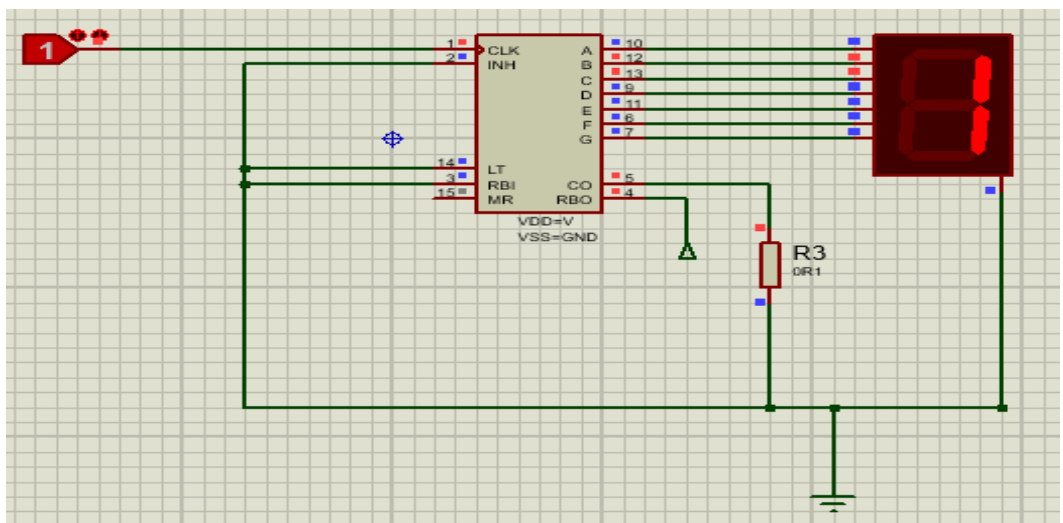 1
1 CLK A 10
2 INH B 12
C 13
D 9
E 11
F 6
G 7
14 LT
3 RBI CO 5
15 MR RBO 4
VDD=V
VSS=GND
R3
0R1
1